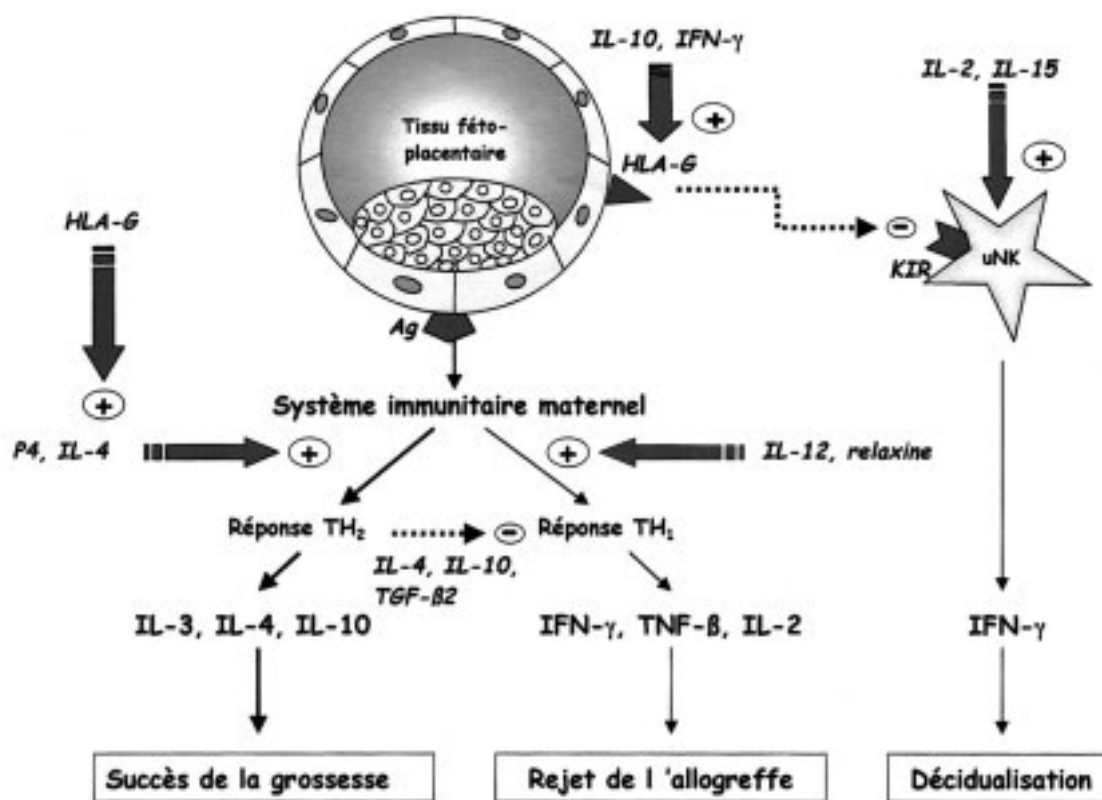 IL-10, IFN-γ
IL-2, IL-15
+
Tissu féto-
placentaire
HLA-G
+
HLA-G
-
KIR
uNK
Ag
+
Système immunitaire maternel
P4, IL-4
+
+
IL-12, relaxine
Réponse TH₂
-
Réponse TH₁
IL-4, IL-10,
TGF-ß2
IL-3, IL-4, IL-10
IFN-γ, TNF-ß, IL-2
IFN-γ
Succès de la grossesse
Rejet de l 'allogreffe
Décidualisation